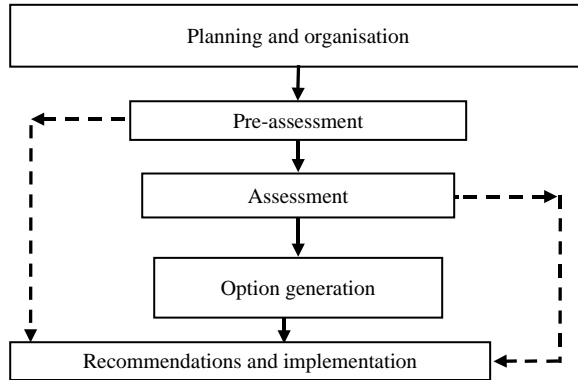 Planning and organisation
Pre-assessment
Assessment
Option generation
Recommendations and implementation